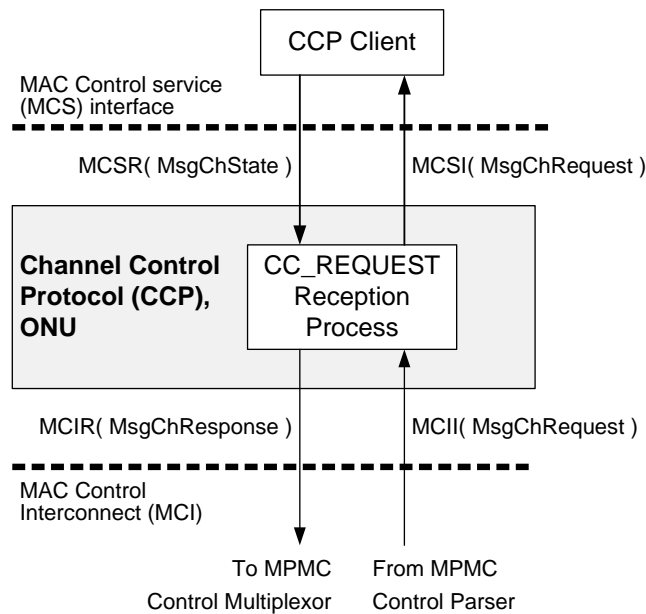 CCP Client
MAC Control service
(MCS) interface
MCSR( MsgChState )
MCSI( MsgChRequest )
Channel Control
Protocol (CCP),
ONU
CC_REQUEST
Reception
Process
MCIR( MsgChResponse )
MCII( MsgChRequest )
MAC Control
Interconnect (MCI)
To MPMC
Control Multiplexor
From MPMC
Control Parser